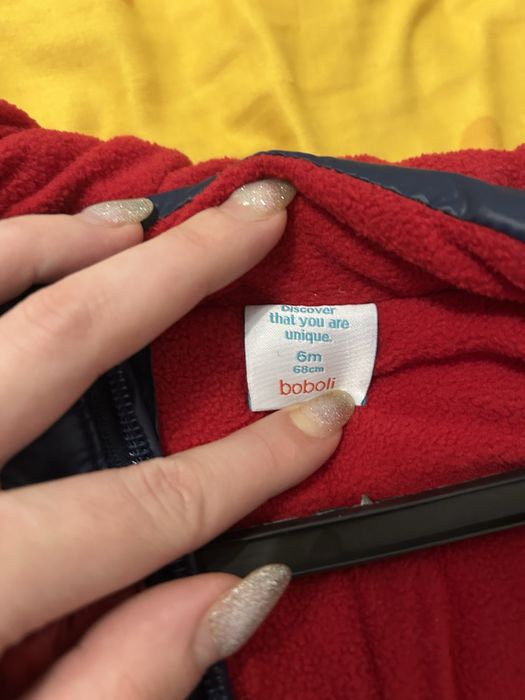 Discover
that you are
unique.
6m
68cm
boboli